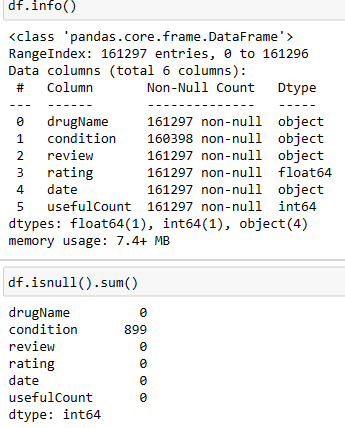 df.info()
<class 'pandas.core.frame.DataFrame'>
RangeIndex: 161297 entries, 0 to 161296
Data columns (total 6 columns):
 #   Column       Non-Null Count   Dtype
---  ------       --------------   -----
 0   drugName     161297 non-null  object
 1   condition    160398 non-null  object
 2   review       161297 non-null  object
 3   rating       161297 non-null  float64
 4   date         161297 non-null  object
 5   usefulCount  161297 non-null  int64
dtypes: float64(1), int64(1), object(4)
memory usage: 7.4+ MB
df.isnull().sum()
drugName         0
condition      899
review           0
rating           0
date             0
usefulCount      0
dtype: int64